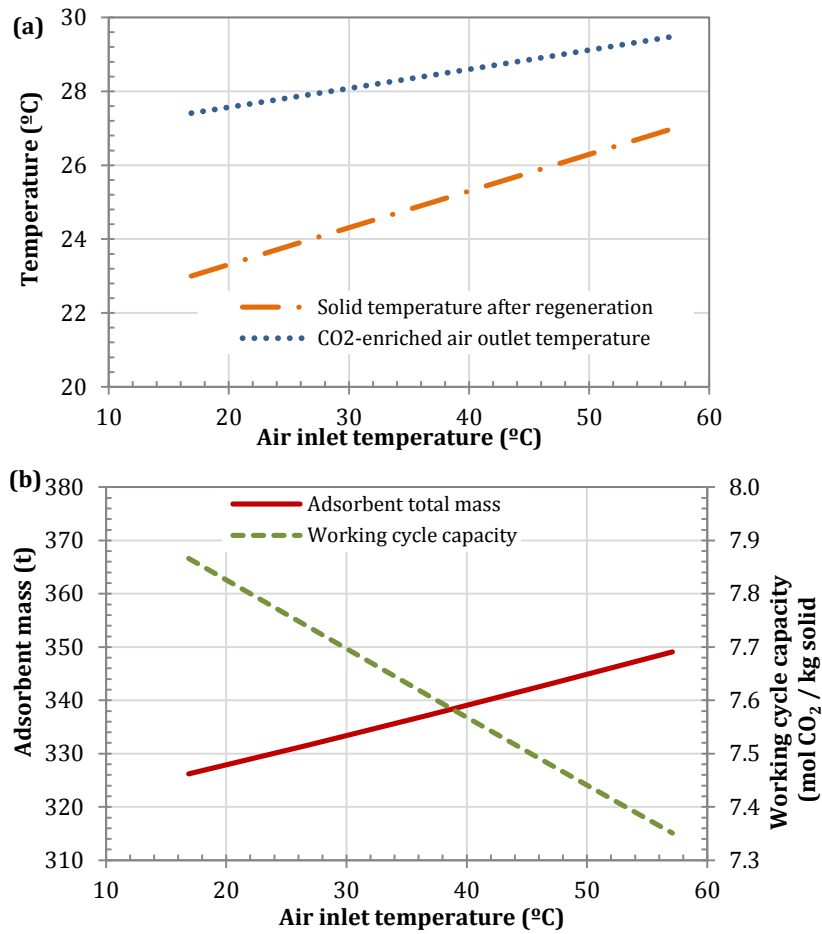 (a)
30
28
26
24
22
20
Temperature (ºC)
Solid temperature after regeneration
CO2-enriched air outlet temperature
10 20 30 40 50 60
Air inlet temperature (ºC)
(b)
380
370
360
350
340
330
320
310
Adsorbent mass (t)
Adsorbent total mass
Working cycle capacity
8.0
7.9
7.8
7.7
7.6
7.5
7.4
7.3
Working cycle capacity
(mol CO₂ / kg solid)
10 20 30 40 50 60
Air inlet temperature (ºC)